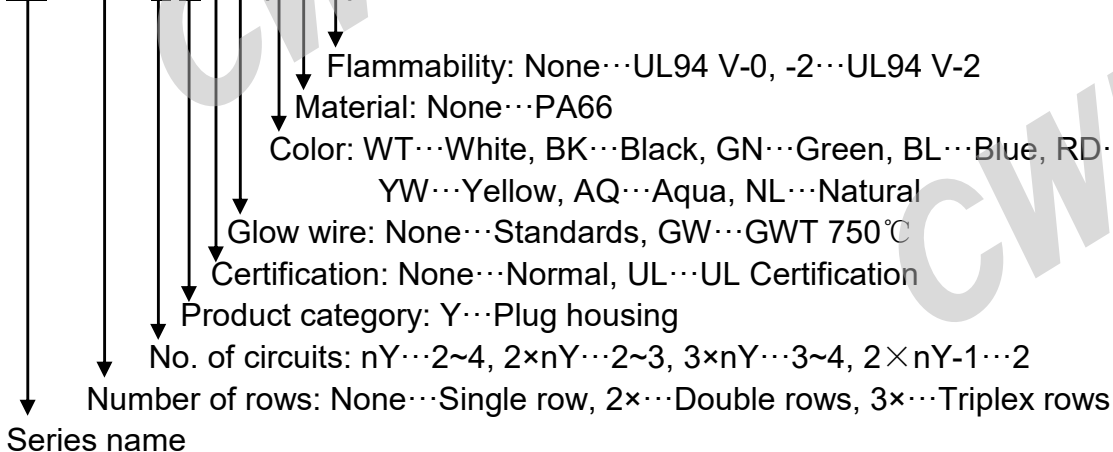 Flammability: None···UL94 V-0, -2···UL94 V-2
Material: None···PA66
Color: WT···White, BK···Black, GN···Green, BL···Blue, RD·
YW···Yellow, AQ···Aqua, NL···Natural
Glow wire: None···Standards, GW···GWT 750℃
Certification: None···Normal, UL···UL Certification
Product category: Y···Plug housing
No. of circuits: nY···2~4, 2×nY···2~3, 3×nY···3~4, 2×nY-1···2
Number of rows: None···Single row, 2×···Double rows, 3×···Triplex rows
Series name